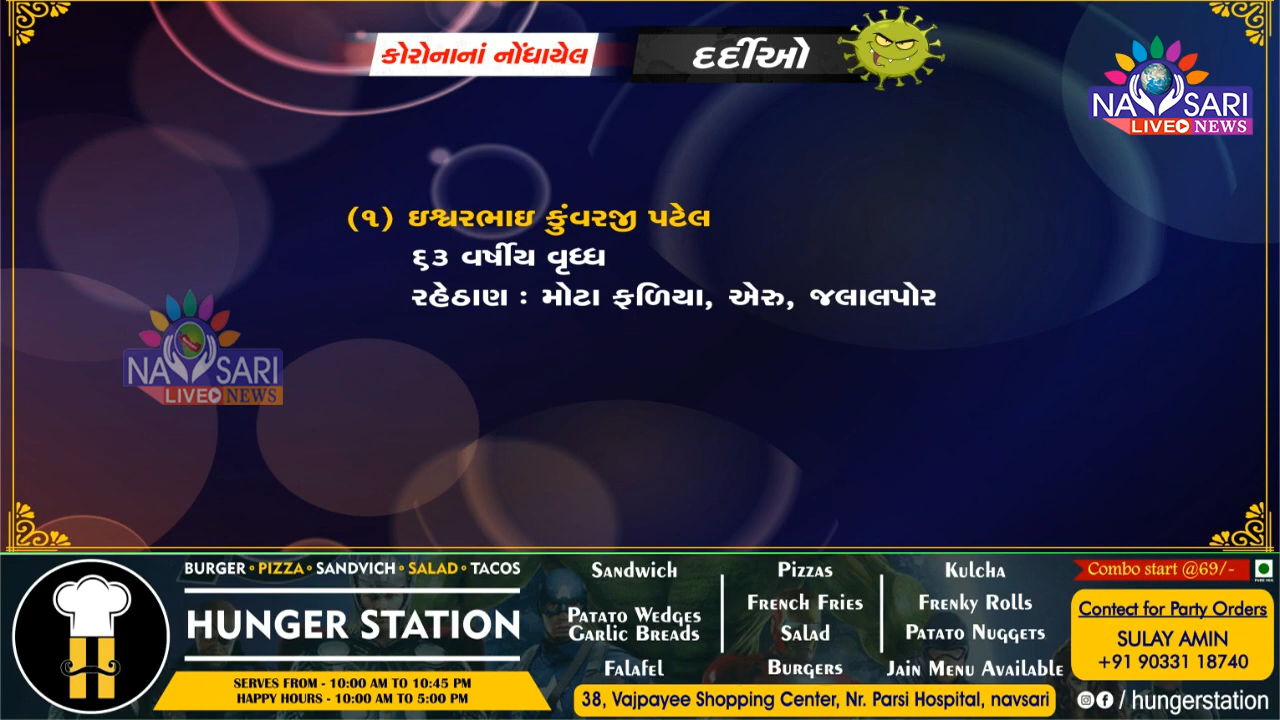 કોરોનાનાં નોંધાયેલ દર્દીઓ
NAVSARI
LIVE NEWS
(૧) ઇશ્વરભાઇ કુંવરજી પટેલ
૬૩ વર્ષીય વૃધ્ધ
રહેઠાણ : મોટા ફળિયા, એરુ, જલાલપોર
NAVSARI
LIVE NEWS
BURGER • PIZZA • SANDVICH • SALAD • TACOS
HUNGER STATION
SERVES FROM - 10:00 AM TO 10:45 PM
HAPPY HOURS - 10:00 AM TO 5:00 PM
Sandwich
Patato Wedges
Garlic Breads
Falafel
Pizzas
French Fries
Salad
Burgers
Kulcha
Frenky Rolls
Patato Nuggets
Jain Menu Available
38, Vajpayee Shopping Center, Nr. Parsi Hospital, navsari
Combo start @69/-
PURE VEG
Contect for Party Orders
SULAY AMIN
+91 90331 18740
/ hungerstation